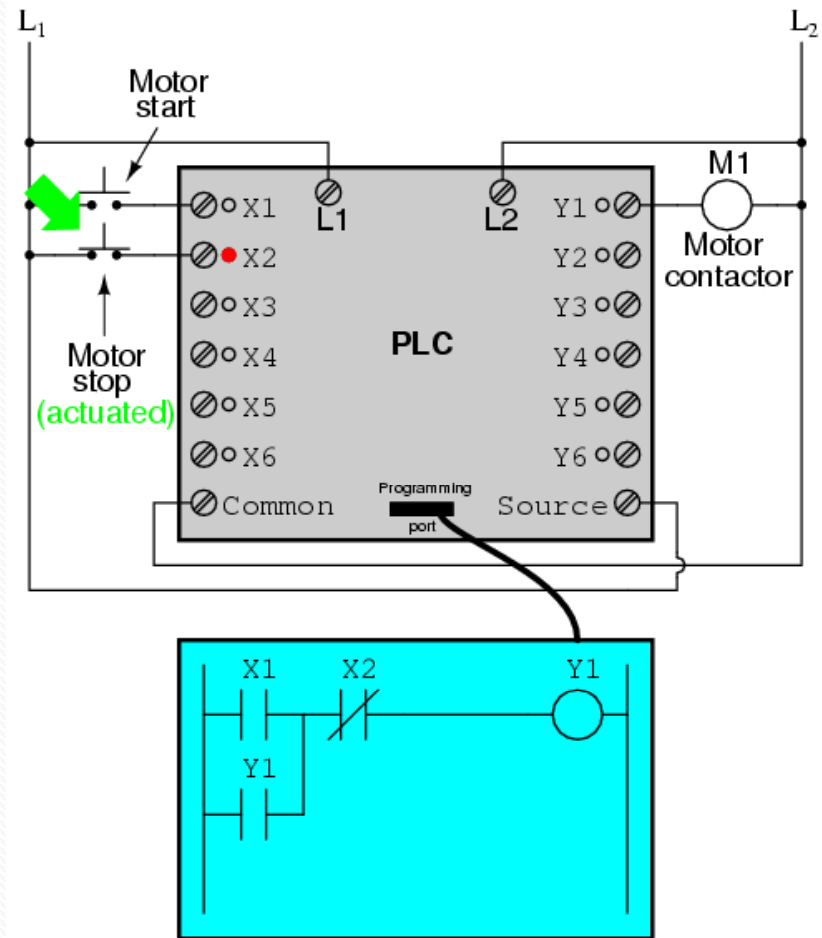 L1 L2
Motor
start
M1
X1 L1 L2 Y1
X2 Y2
Motor
contactor
X3 Y3
PLC
X4 Y4
Motor
stop
(actuated)
X5 Y5
X6 Y6
Programming
Common Source
port
X1 X2 Y1
Y1